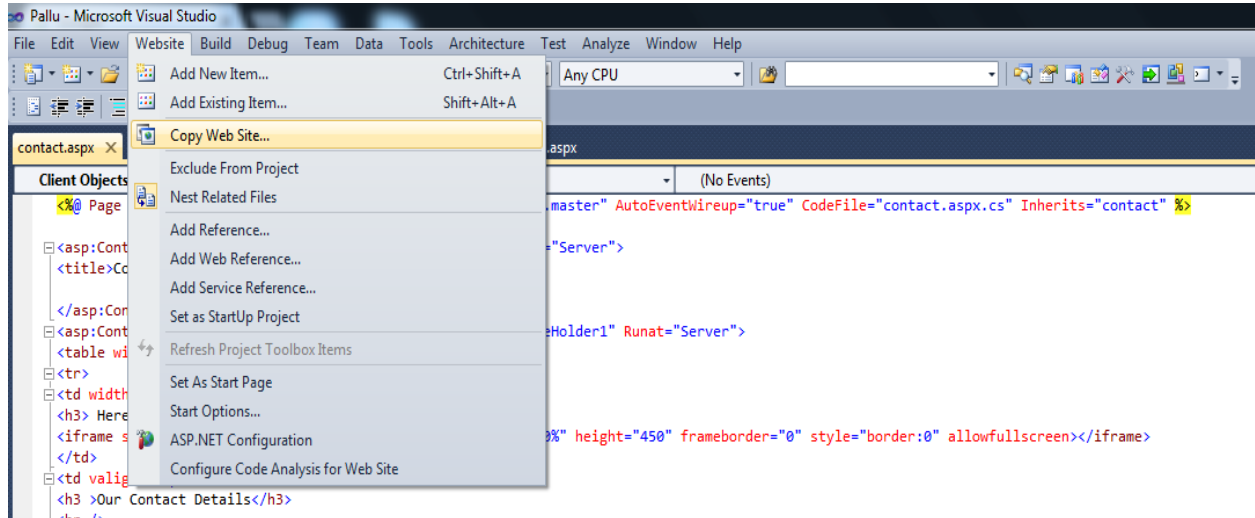 Pallu - Microsoft Visual Studio
File Edit View Website Build Debug Team Data Tools Architecture Test Analyze Window Help
Add New Item... Ctrl+Shift+A
Any CPU
Add Existing Item... Shift+Alt+A
Copy Web Site...
contact.aspx .aspx
Exclude From Project
Client Objects (No Events)
Nest Related Files
<%@ Page .master" AutoEventWireup="true" CodeFile="contact.aspx.cs" Inherits="contact" %>
Add Reference...
<asp:Cont ="Server">
Add Web Reference...
<title>Co
Add Service Reference...
</asp:Con
Set as StartUp Project
<asp:Cont eHolder1" Runat="Server">
<table wi
Refresh Project Toolbox Items
<tr>
Set As Start Page
<td width
Start Options...
<h3> Here
ASP.NET Configuration
<iframe s 0%" height="450" frameborder="0" style="border:0" allowfullscreen></iframe>
</td>
Configure Code Analysis for Web Site
<td valig
<h3 >Our Contact Details</h3>